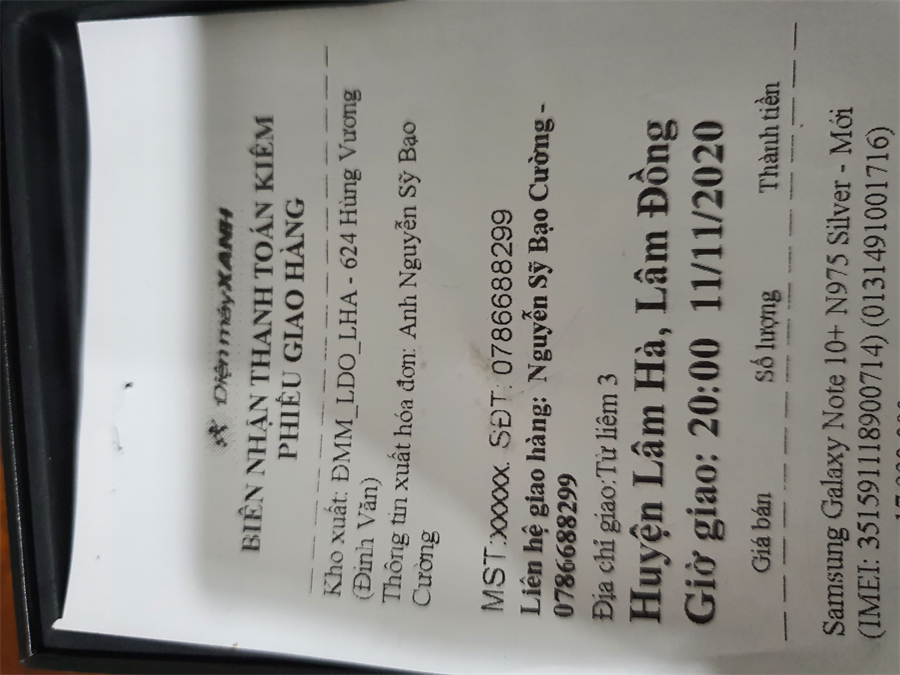 Điện máy XANH
BIÊN NHẬN THANH TOÁN KIÊM
PHIẾU GIAO HÀNG
Kho xuất: ĐMM_LDO_LHA - 624 Hùng Vương
(Đinh Văn)
Thông tin xuất hóa đơn: Anh Nguyễn Sỹ Bạo
Cường
MST:xxxxx. SĐT: 0786688299
Liên hệ giao hàng: Nguyễn Sỹ Bạo Cường -
0786688299
Địa chỉ giao:Từ liêm 3
Huyện Lâm Hà, Lâm Đồng
Giờ giao: 20:00 11/11/2020
Giá bán Số lượng Thành tiền
Samsung Galaxy Note 10+ N975 Silver - Mới
(IMEI: 351591118900714) (0131491001716)